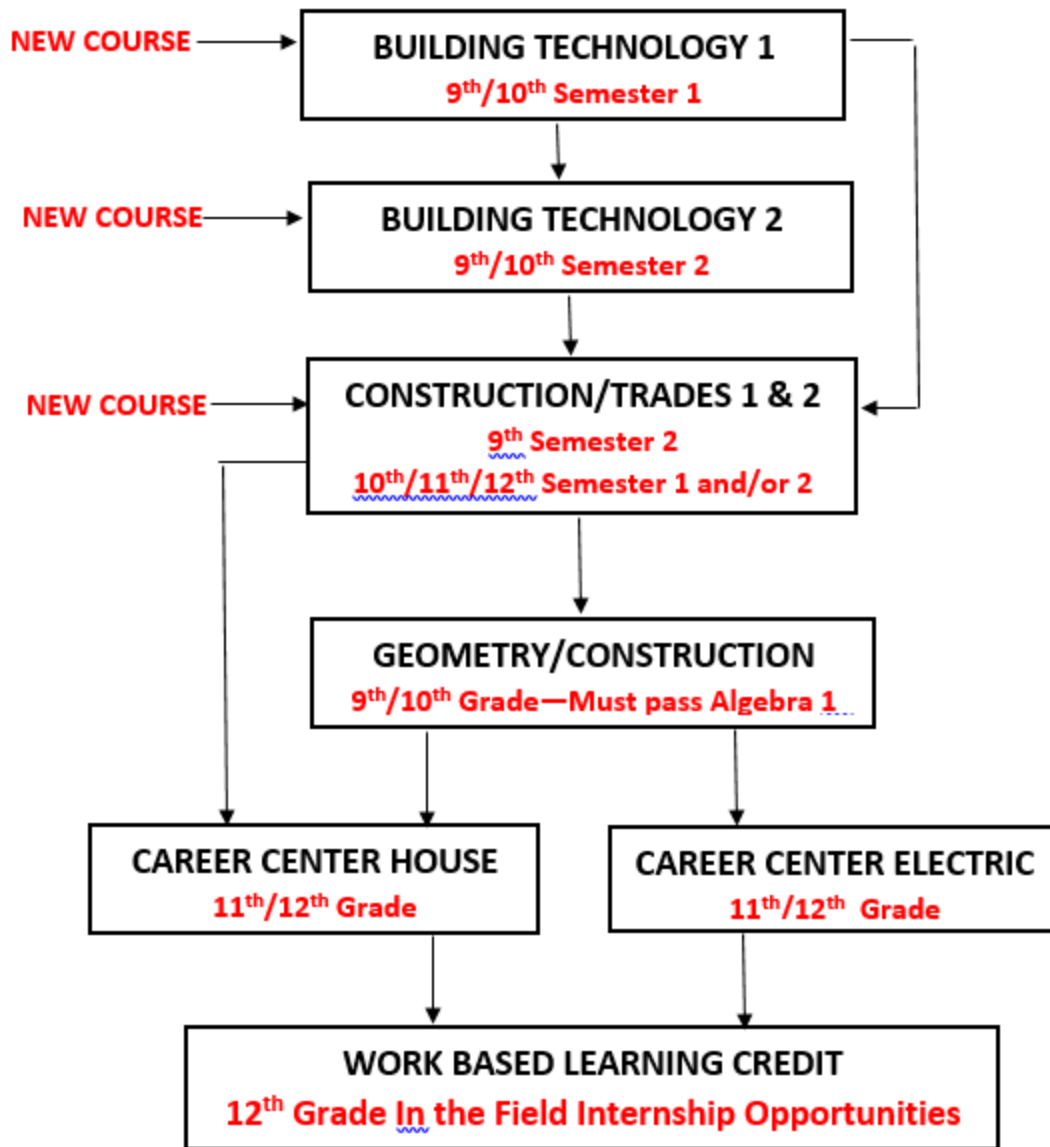 NEW COURSE
BUILDING TECHNOLOGY 1
9th/10th Semester 1
NEW COURSE
BUILDING TECHNOLOGY 2
9th/10th Semester 2
NEW COURSE
CONSTRUCTION/TRADES 1 & 2
9th Semester 2
10th/11th/12th Semester 1 and/or 2
GEOMETRY/CONSTRUCTION
9th/10th Grade—Must pass Algebra 1
CAREER CENTER HOUSE
11th/12th Grade
CAREER CENTER ELECTRIC
11th/12th Grade
WORK BASED LEARNING CREDIT
12th Grade In the Field Internship Opportunities